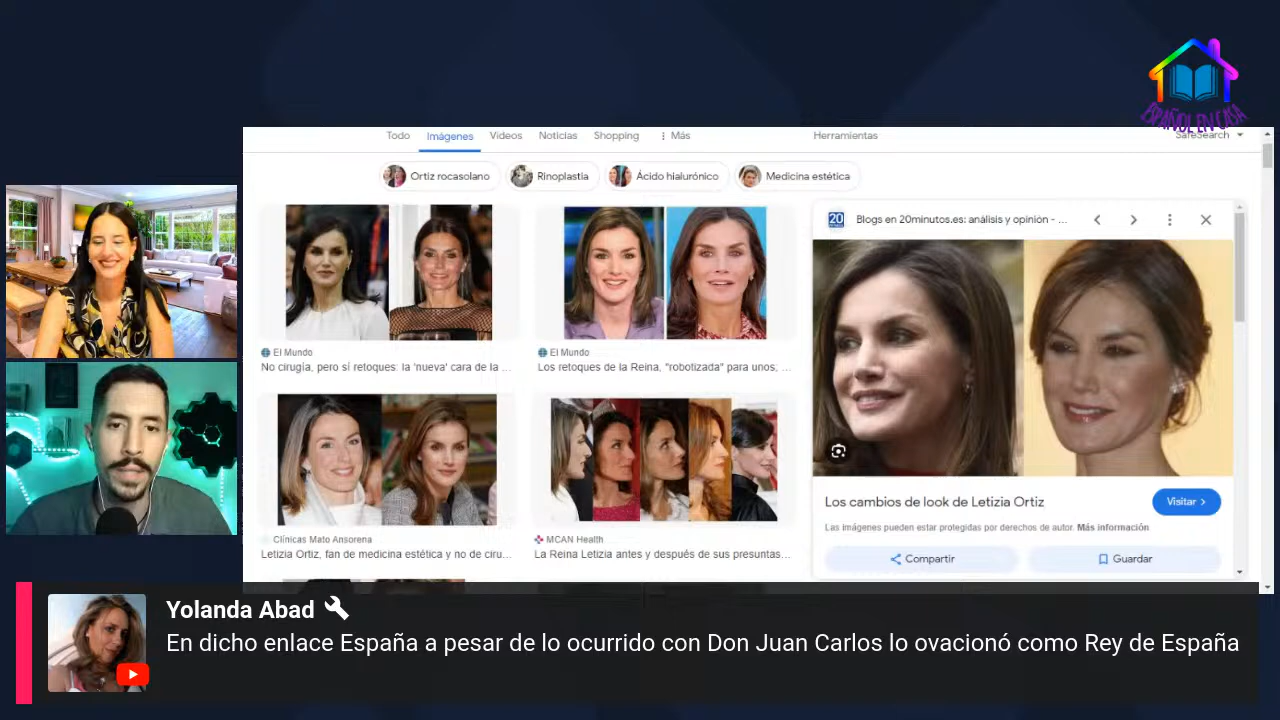 ESPAÑOL EN CASA
Todo Imágenes Videos Noticias Shopping Más Herramientas SafeSearch
Ortiz rocasolano Rinoplastia Ácido hialurónico Medicina estética
20 Blogs en 20minutos.es: análisis y opinión - ...
El Mundo
No cirugía, pero sí retoques: la 'nueva' cara de la ...
El Mundo
Los retoques de la Reina, "robotizada" para unos, ...
Clínicas Mato Ansorena
Letizia Ortiz, fan de medicina estética y no de ciru...
MCAN Health
La Reina Letizia antes y después de sus presuntas...
Los cambios de look de Letizia Ortiz
Visitar
Las imágenes pueden estar protegidas por derechos de autor. Más información
Compartir Guardar
Yolanda Abad
En dicho enlace España a pesar de lo ocurrido con Don Juan Carlos lo ovacionó como Rey de España